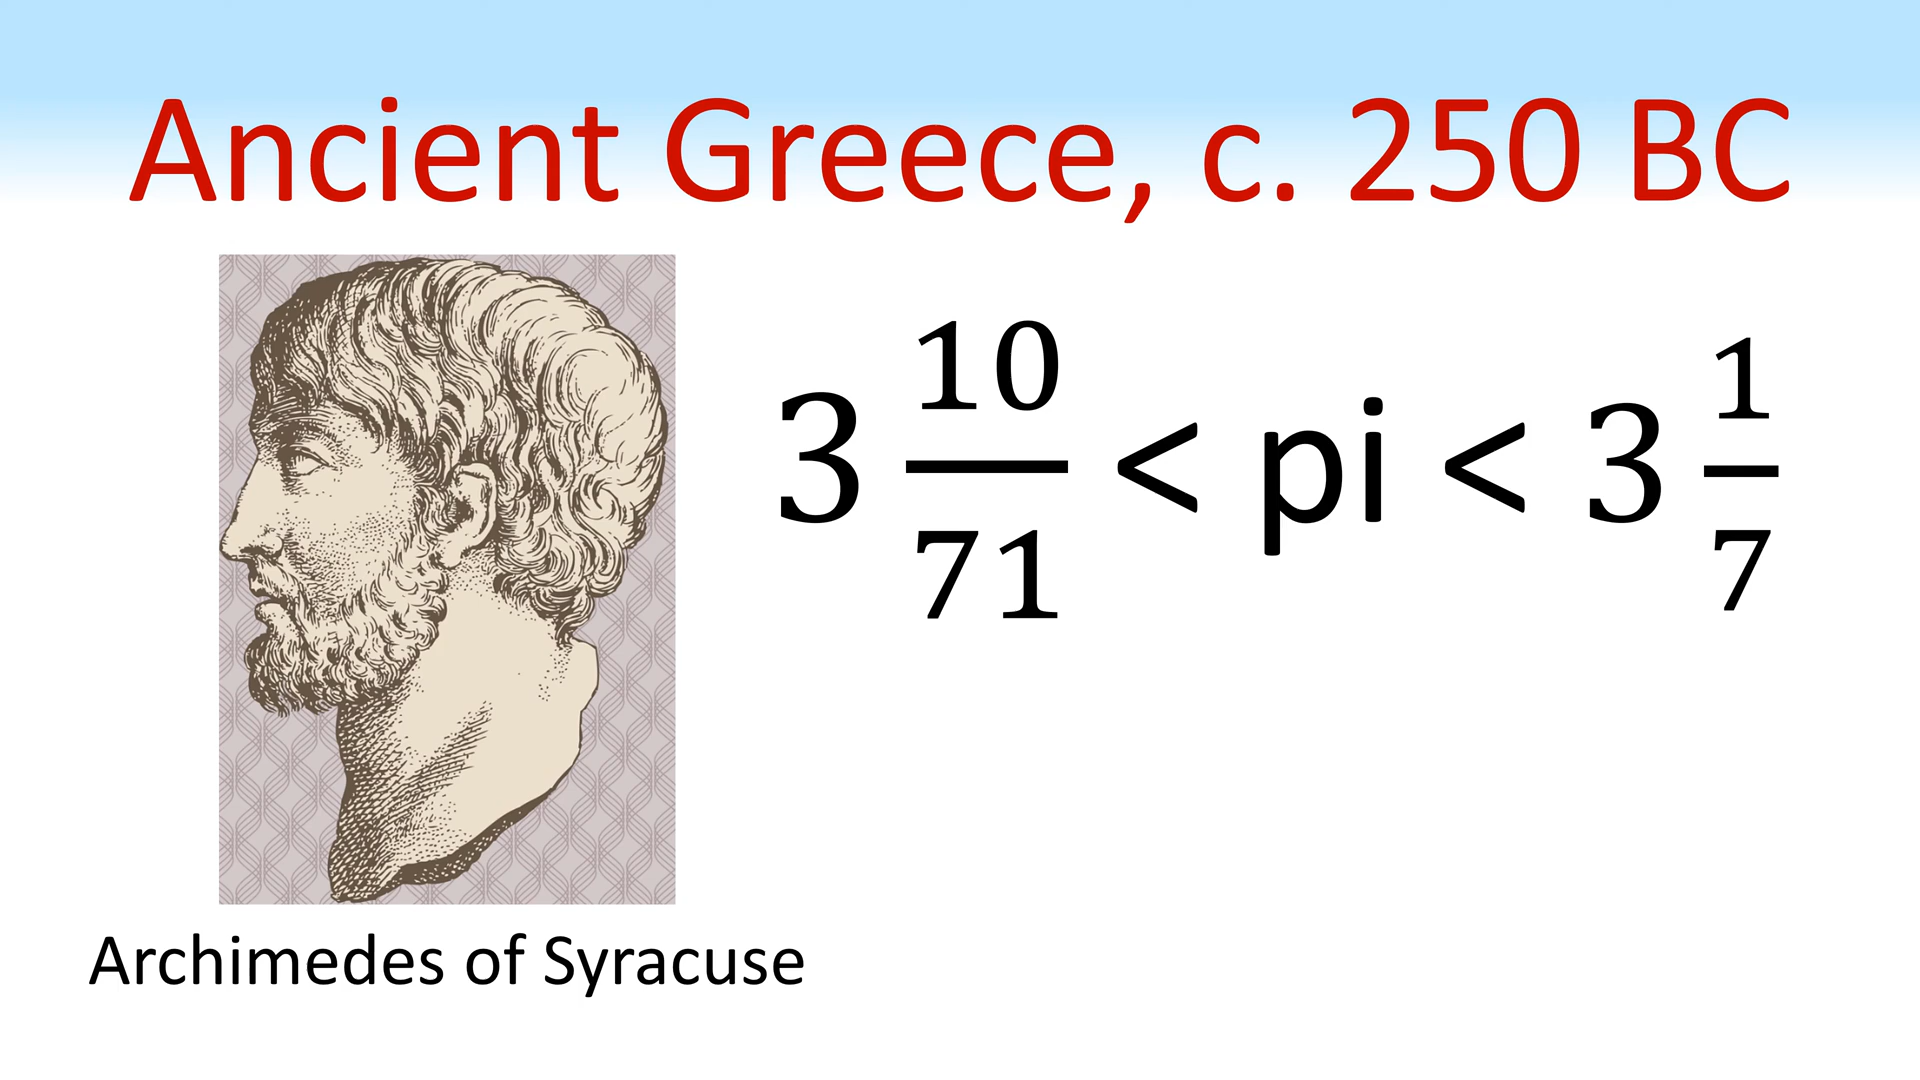 Ancient Greece, c. 250 BC
3 10/71 < pi < 3 1/7
Archimedes of Syracuse